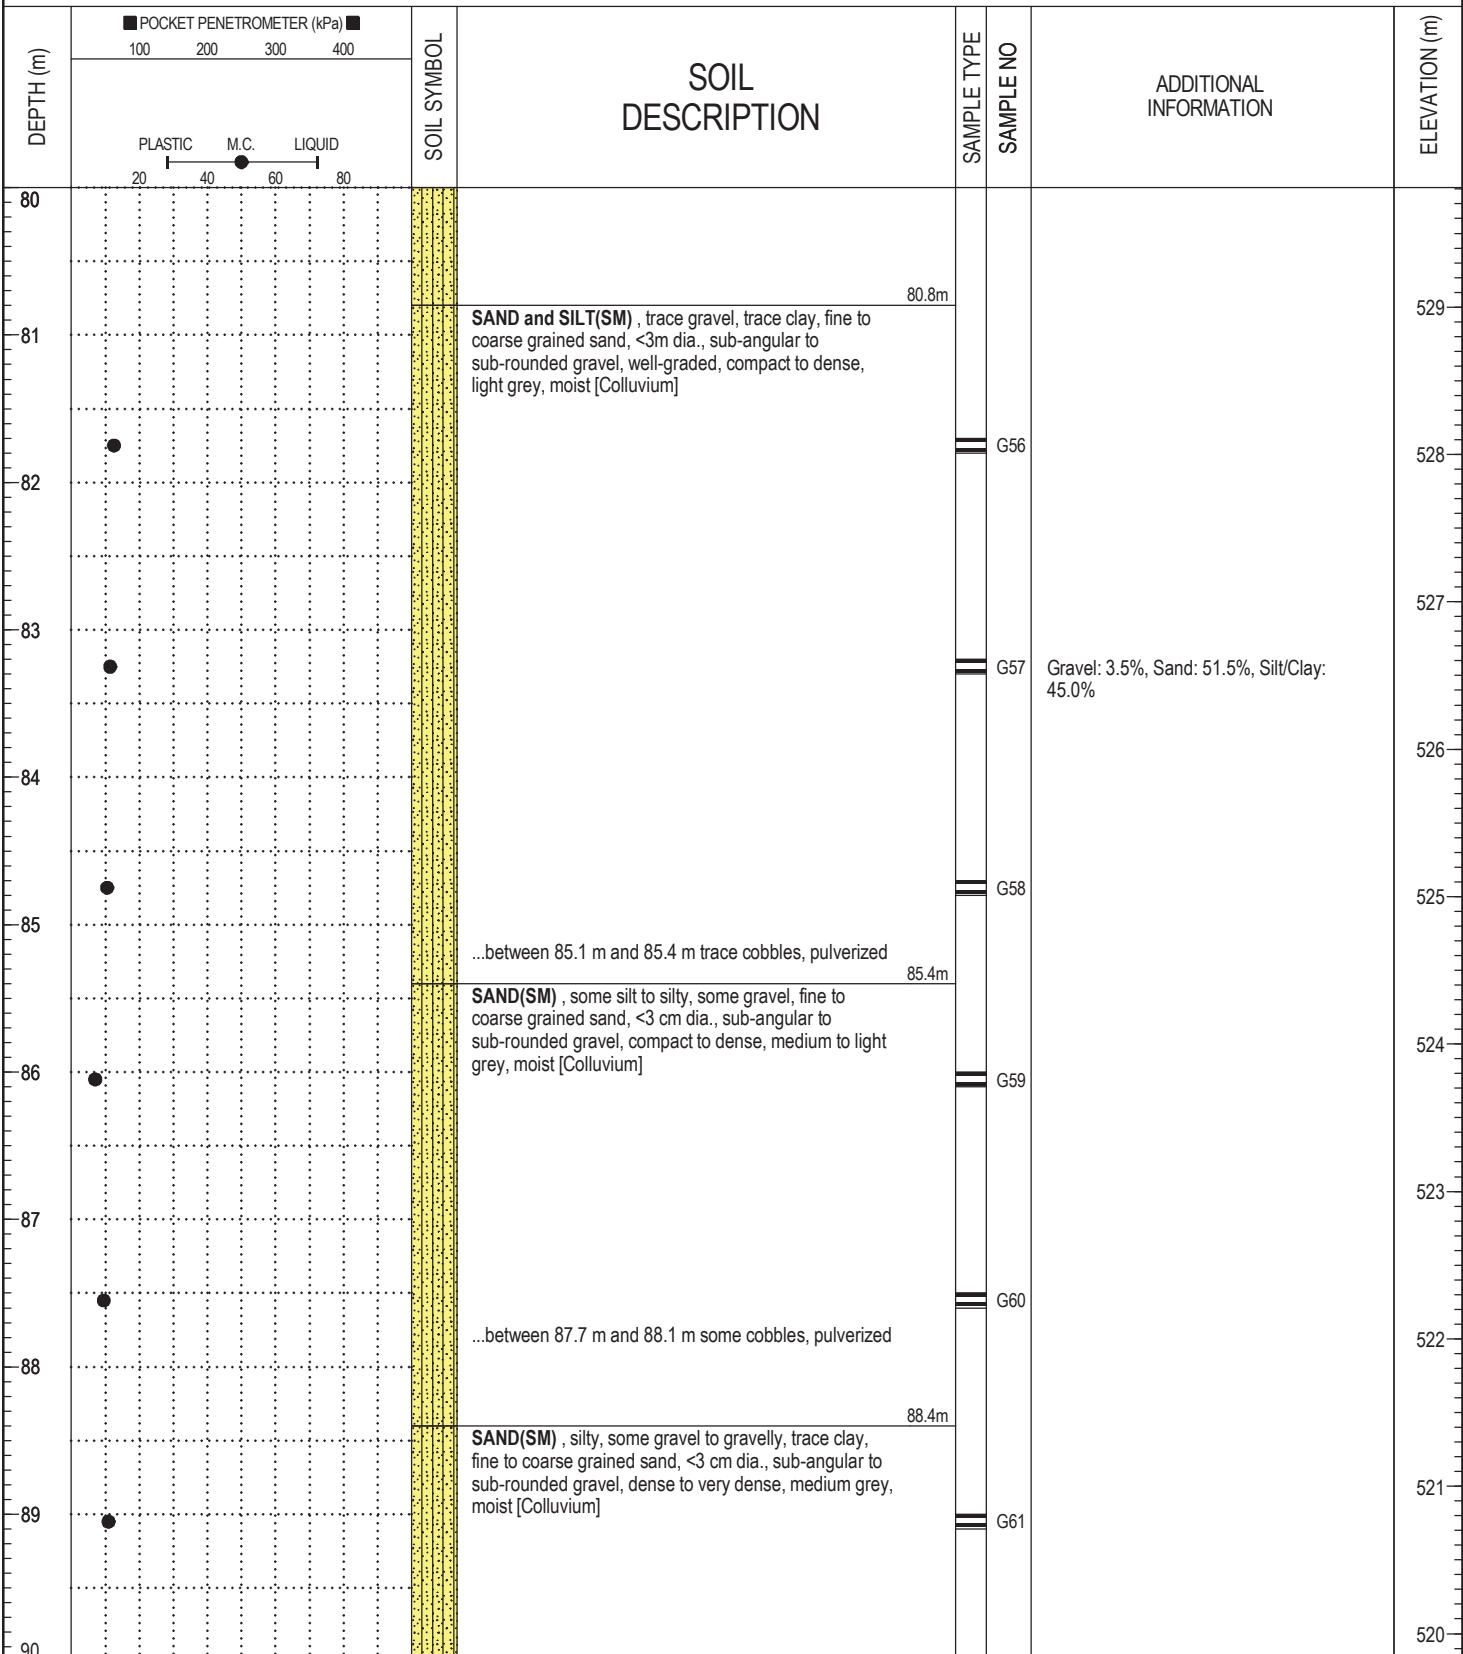 ■ POCKET PENETROMETER (kPa) ■
100 200 300 400
DEPTH (m)
PLASTIC M.C. LIQUID
20 40 60 80
SOIL SYMBOL
SOIL
DESCRIPTION
SAMPLE TYPE
SAMPLE NO
ADDITIONAL
INFORMATION
ELEVATION (m)
80
80.8m
529
SAND and SILT(SM) , trace gravel, trace clay, fine to
81
coarse grained sand, <3m dia., sub-angular to
sub-rounded gravel, well-graded, compact to dense,
light grey, moist [Colluvium]
G56
528
82
527
83
G57
Gravel: 3.5%, Sand: 51.5%, Silt/Clay:
45.0%
526
84
G58
525
85
...between 85.1 m and 85.4 m trace cobbles, pulverized
85.4m
SAND(SM) , some silt to silty, some gravel, fine to
coarse grained sand, <3 cm dia., sub-angular to
sub-rounded gravel, compact to dense, medium to light
524
grey, moist [Colluvium]
86
G59
523
87
G60
...between 87.7 m and 88.1 m some cobbles, pulverized
522
88
88.4m
SAND(SM) , silty, some gravel to gravelly, trace clay,
fine to coarse grained sand, <3 cm dia., sub-angular to
sub-rounded gravel, dense to very dense, medium grey,
521
moist [Colluvium]
89
G61
520
90